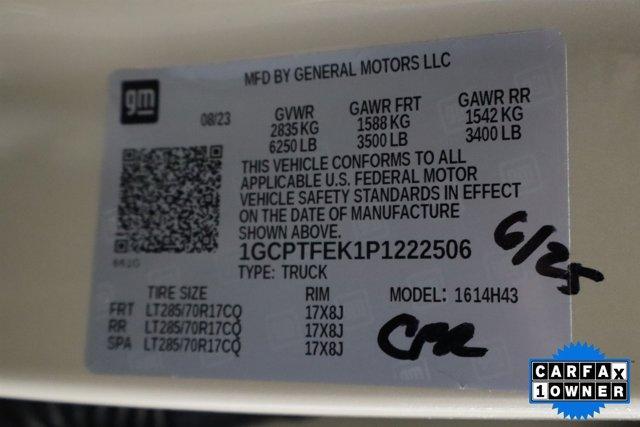 gm
MFD BY GENERAL MOTORS LLC
08/23
GVWR GAWR FRT GAWR RR
2835 KG 1588 KG 1542 KG
6250 LB 3500 LB 3400 LB
THIS VEHICLE CONFORMS TO ALL
APPLICABLE U.S. FEDERAL MOTOR
VEHICLE SAFETY STANDARDS IN EFFECT
ON THE DATE OF MANUFACTURE
SHOWN ABOVE.
1GCPTFEK1P1222506
6/25
TYPE: TRUCK
TIRE SIZE RIM MODEL: 1614H43
FRT LT285/70R17CQ 17X8J
RR LT285/70R17CQ 17X8J
SPA LT285/70R17CQ 17X8J
CARFAX
1 OWNER